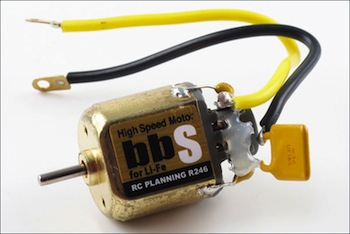 High Speed Motor
bbS
for Li-Fe
RC PLANNING R246